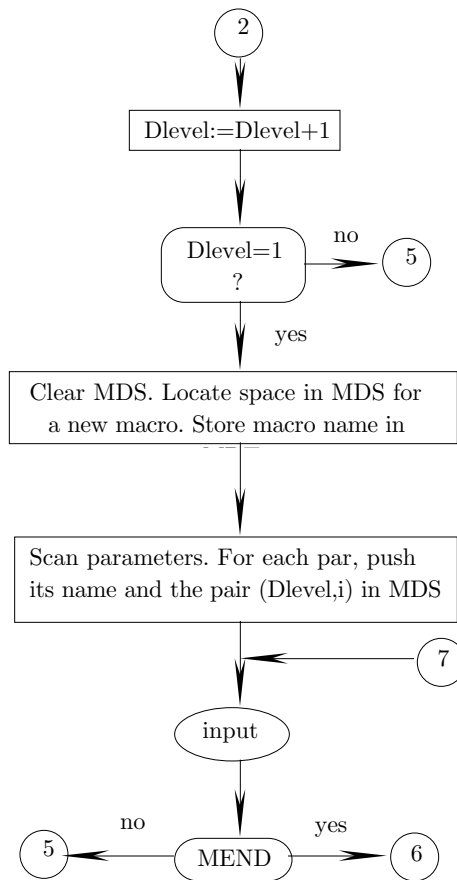 2
Dlevel:=Dlevel+1
Dlevel=1
?
no
5
yes
Clear MDS. Locate space in MDS for
a new macro. Store macro name in
Scan parameters. For each par, push
its name and the pair (Dlevel,i) in MDS
7
input
no
yes
5
MEND
6